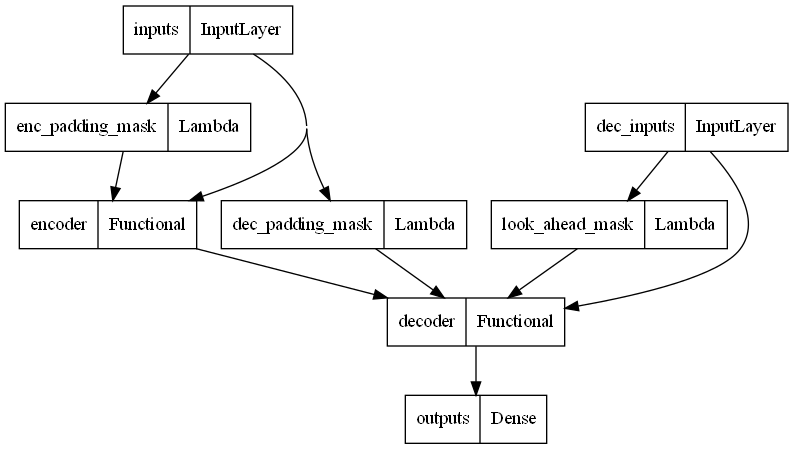 inputs InputLayer
enc_padding_mask Lambda
dec_inputs InputLayer
encoder Functional
dec_padding_mask Lambda
look_ahead_mask Lambda
decoder Functional
outputs Dense